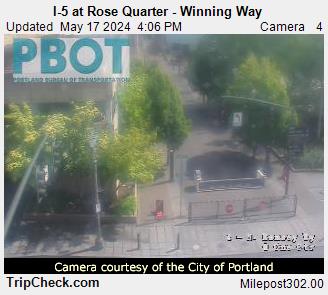 I-5 at Rose Quarter - Winning Way
Updated May 17 2024 4:06 PM Camera 4
PBOT
PORTLAND BUREAU OF TRANSPORTATION
Camera courtesy of the City of Portland
TripCheck.com Milepost302.00